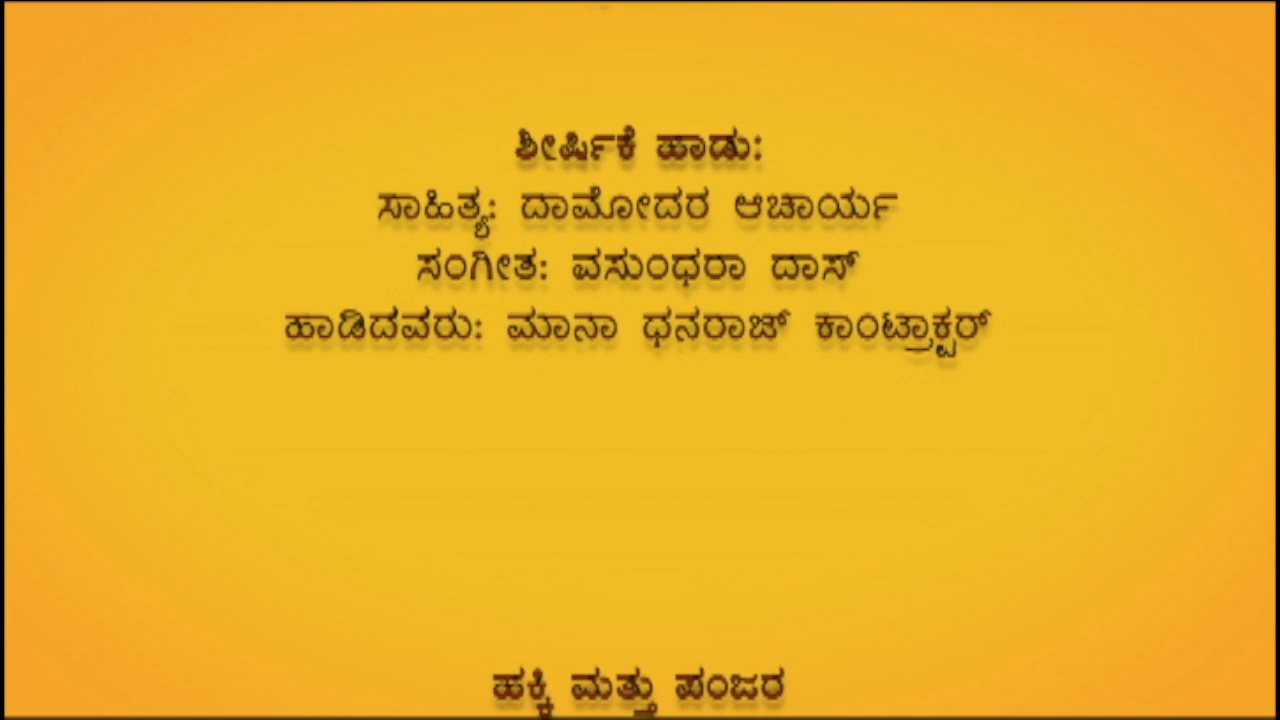 ಶೀರ್ಷಿಕೆ ಹಾಡು:
ಸಾಹಿತ್ಯ: ದಾಮೋದರ ಆಚಾರ್ಯ
ಸಂಗೀತ: ವಸುಂಧರಾ ದಾಸ್
ಹಾಡಿದವರು: ಮಾನಾ ಧನರಾಜ್ ಕಾಂಟ್ರಾಕ್ಟರ್
ಹಕ್ಕಿ ಮತ್ತು ಪಂಜರ